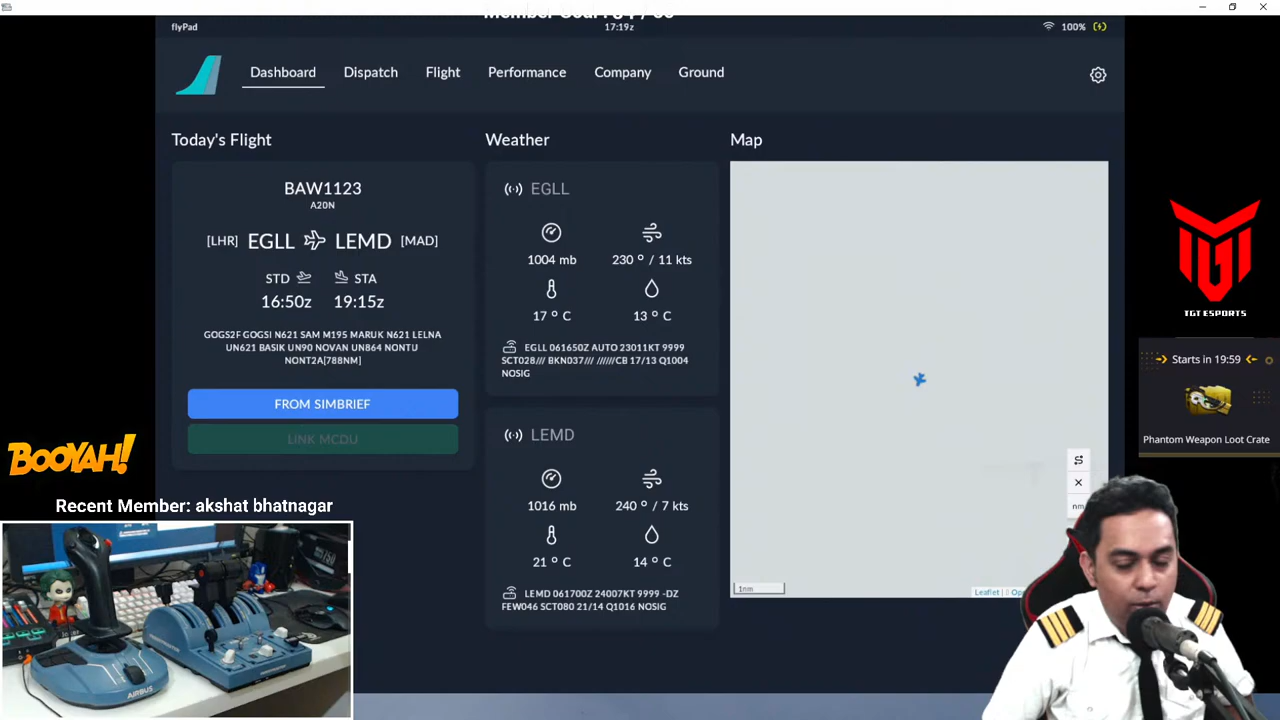 flyPad
17:19z
100%
Dashboard
Dispatch
Flight
Performance
Company
Ground
Today's Flight
BAW1123
A20N
[LHR] EGLL LEMD [MAD]
STD STA
16:50z 19:15z
GOGS2F GOGSI N621 SAM M195 MARUK N621 LELNA
UN621 BASIK UN90 NOVAN UN864 NONTU
NONT2A[788NM]
FROM SIMBRIEF
LINK MCDU
Weather
EGLL
1004 mb 230 ° / 11 kts
17 ° C 13 ° C
EGLL 061650Z AUTO 23011KT 9999
SCT028/// BKN037/// //////CB 17/13 Q1004
NOSIG
LEMD
1016 mb 240 ° / 7 kts
21 ° C 14 ° C
LEMD 061700Z 24007KT 9999 -DZ
FEW046 SCT080 21/14 Q1016 NOSIG
Map
nm
1nm
Leaflet
TGT ESPORTS
Starts in 19:59
Phantom Weapon Loot Crate
BOOYAH!
Recent Member: akshat bhatnagar
AIRBUS